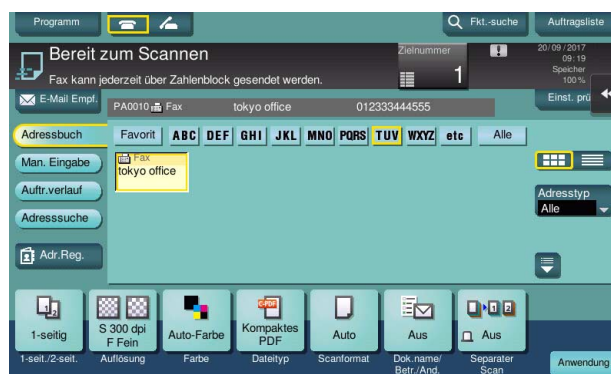 Programm
Fkt.-suche
Auftragsliste
Bereit zum Scannen
Fax kann jederzeit über Zahlenblock gesendet werden.
Zielnummer
1
20/09/2017
09:19
Speicher
100 %
E-Mail Empf.
PA0010 Fax tokyo office 012333444555
Einst. prü
Adressbuch
Favorit ABC DEF GHI JKL MNO PQRS TUV WXYZ etc Alle
Man. Eingabe
Fax
tokyo office
Auftr.verlauf
Adresstyp
Alle
Adresssuche
Adr.Reg.
1-seitig
S 300 dpi
F Fein
Auto-Farbe
C-PDF
Kompaktes
PDF
Auto
Aus
Aus
1-seit./2-seit.
Auflösung
Farbe
Dateityp
Scanformat
Dok.name/
Betr./And.
Separater
Scan
Anwendung